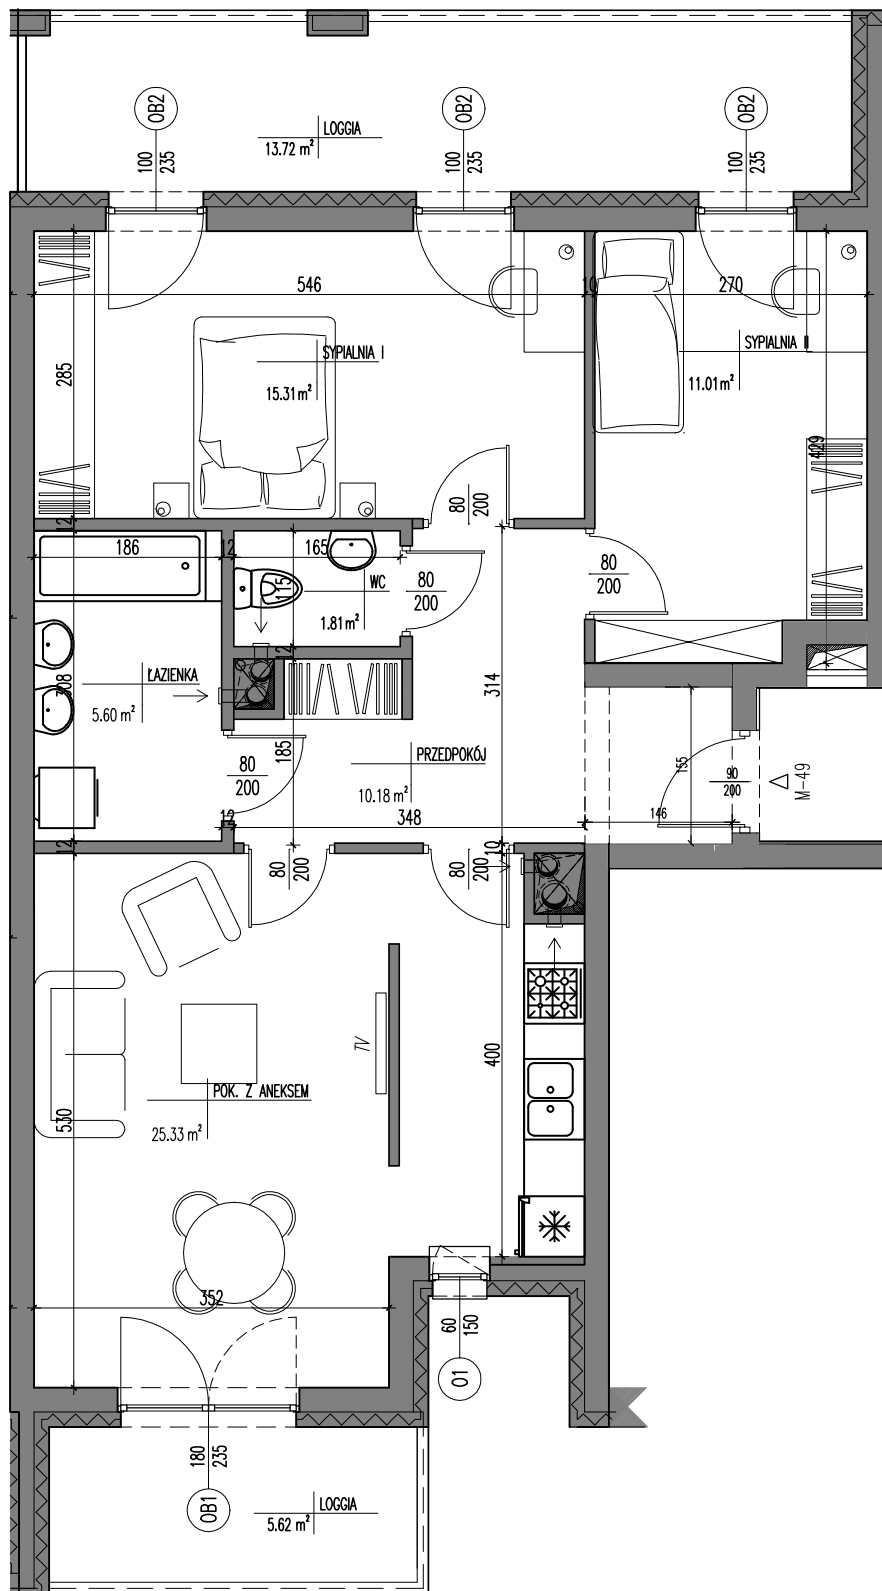 OB2
OB2
OB2
LOGGIA
13.72 m²
100
235
100
235
100
235
546
10
270
SYPIALNIA I
15.31 m²
SYPIALNIA II
11.01 m²
285
429
80
200
12
186
12
165
WC
115
1.81 m²
80
200
80
200
12
308
ŁAZIENKA
5.60 m²
314
185
PRZEDPOKÓJ
10.18 m²
80
200
155
90
200
M-49
12
348
146
12
80
200
80
200
10
400
TV
POK. Z ANEKSEM
25.33 m²
530
352
60
150
O1
180
235
OB1
LOGGIA
5.62 m²